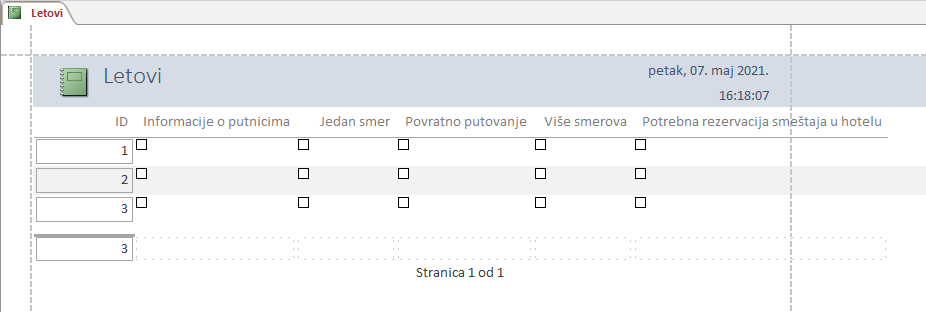 Letovi
Letovi
petak, 07. maj 2021.
16:18:07
ID Informacije o putnicima Jedan smer Povratno putovanje Više smerova Potrebna rezervacija smeštaja u hotelu
1
2
3
3
Stranica 1 od 1